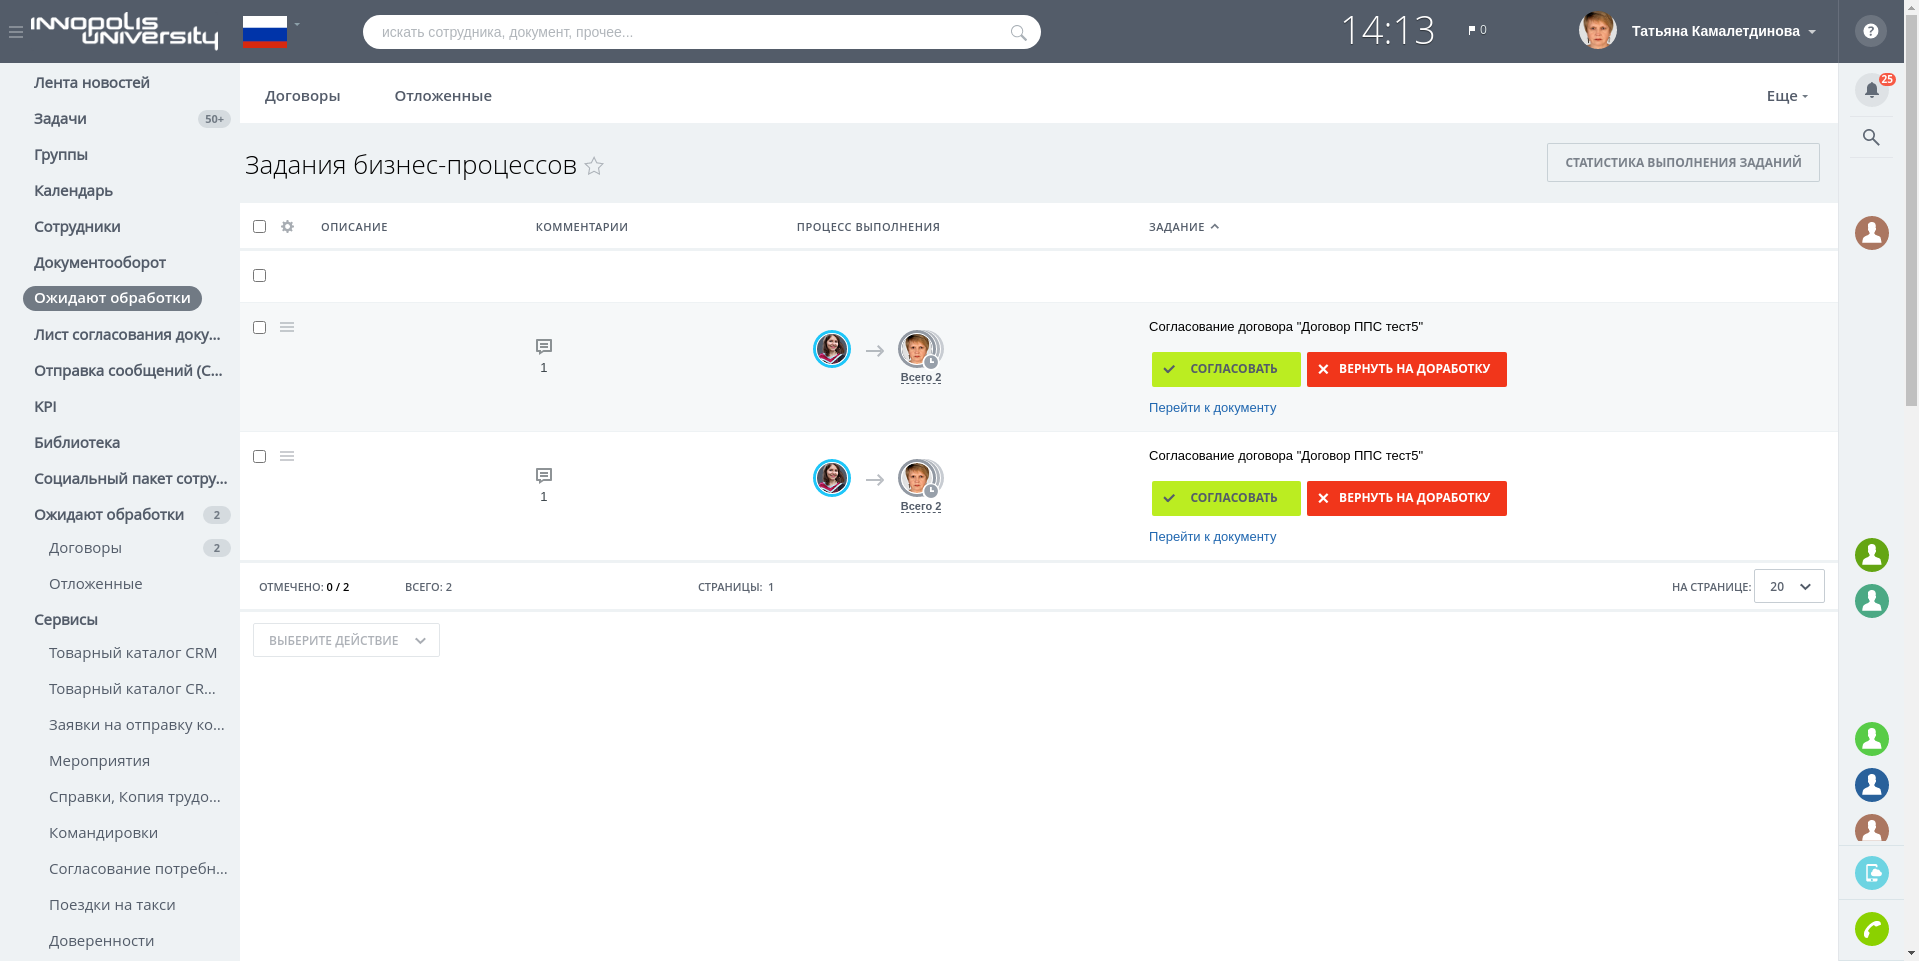 INNOPOLIS
UNIVERSITY
искать сотрудника, документ, прочее...
14:13
0
Татьяна Камалетдинова
?
25
Лента новостей
Задачи
50+
Группы
Календарь
Сотрудники
Документооборот
Ожидают обработки
Лист согласования доку...
Отправка сообщений (С...
KPI
Библиотека
Социальный пакет сотру...
Ожидают обработки
2
Договоры
2
Отложенные
Сервисы
Товарный каталог CRM
Товарный каталог CR...
Заявки на отправку ко...
Мероприятия
Справки, Копия трудо...
Командировки
Согласование потребн...
Поездки на такси
Доверенности
Договоры
Отложенные
Еще
Задания бизнес-процессов
СТАТИСТИКА ВЫПОЛНЕНИЯ ЗАДАНИЙ
ОПИСАНИЕ
КОММЕНТАРИИ
ПРОЦЕСС ВЫПОЛНЕНИЯ
ЗАДАНИЕ
1
Всего 2
Согласование договора "Договор ППС тест5"
СОГЛАСОВАТЬ
ВЕРНУТЬ НА ДОРАБОТКУ
Перейти к документу
1
Всего 2
Согласование договора "Договор ППС тест5"
СОГЛАСОВАТЬ
ВЕРНУТЬ НА ДОРАБОТКУ
Перейти к документу
ОТМЕЧЕНО: 0 / 2
ВСЕГО: 2
СТРАНИЦЫ: 1
НА СТРАНИЦЕ:
20
ВЫБЕРИТЕ ДЕЙСТВИЕ